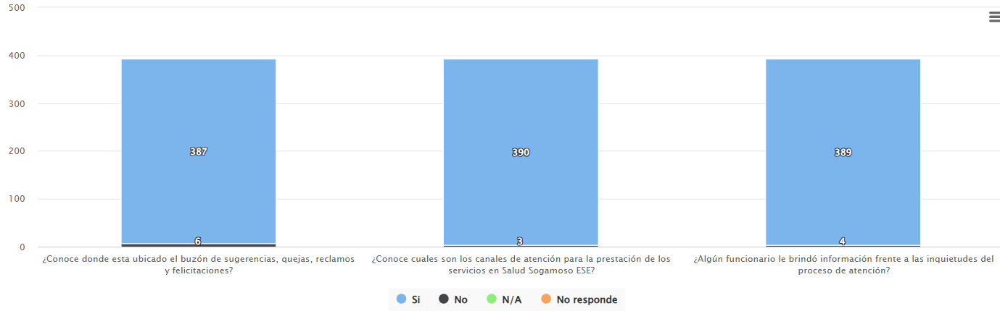 500
400
300
200
100
0
387
390
389
6
3
4
¿Conoce donde esta ubicado el buzón de sugerencias, quejas, reclamos
y felicitaciones?
¿Conoce cuales son los canales de atención para la prestación de los
servicios en Salud Sogamoso ESE?
¿Algún funcionario le brindó información frente a las inquietudes del
proceso de atención?
Si No N/A No responde